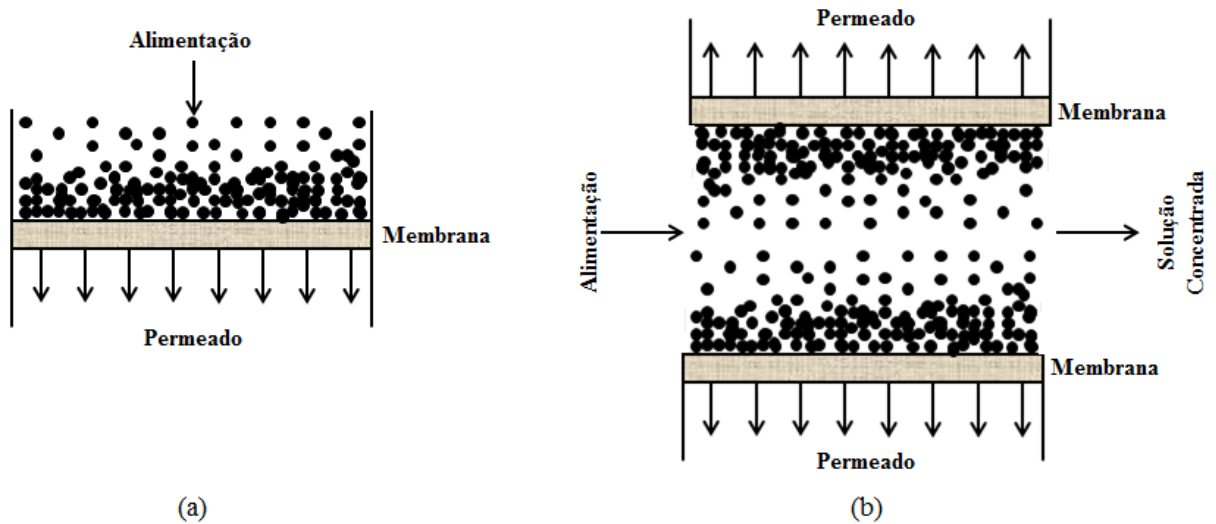 Alimentação
Membrana
Permeado
(a)
Permeado
Membrana
Alimentação
Solução
Concentrada
Membrana
Permeado
(b)